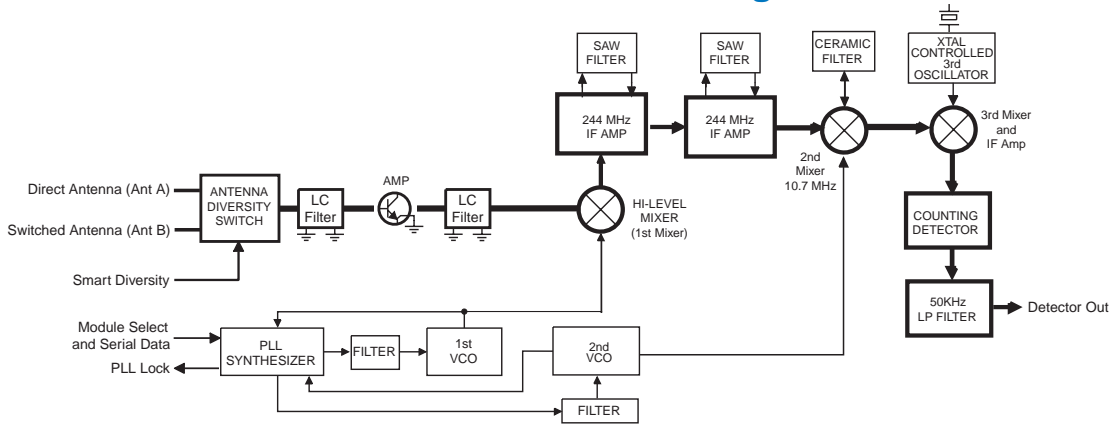 SAW
FILTER
SAW
FILTER
CERAMIC
FILTER
XTAL
CONTROLLED
3rd
OSCILLATOR
244 MHz
IF AMP
244 MHz
IF AMP
2nd
Mixer
10.7 MHz
3rd Mixer
and
IF Amp
Direct Antenna (Ant A)
Switched Antenna (Ant B)
Smart Diversity
ANTENNA
DIVERSITY
SWITCH
LC
Filter
AMP
LC
Filter
HI-LEVEL
MIXER
(1st Mixer)
COUNTING
DETECTOR
50KHz
LP FILTER
Detector Out
Module Select
and Serial Data
PLL Lock
PLL
SYNTHESIZER
FILTER
1st
VCO
2nd
VCO
FILTER